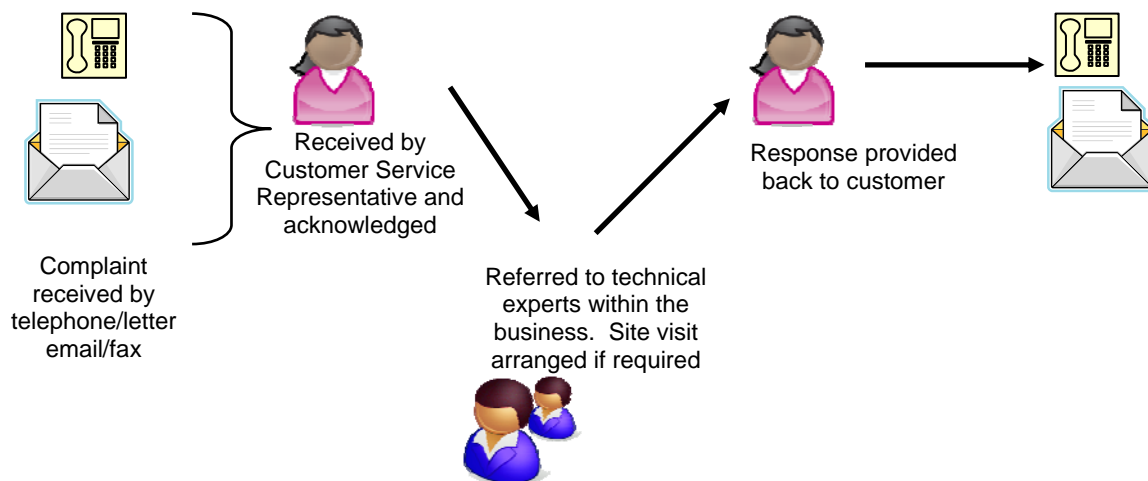 Complaint
received by
telephone/letter
email/fax
Received by
Customer Service
Representative and
acknowledged
Referred to technical
experts within the
business.  Site visit
arranged if required
Response provided
back to customer